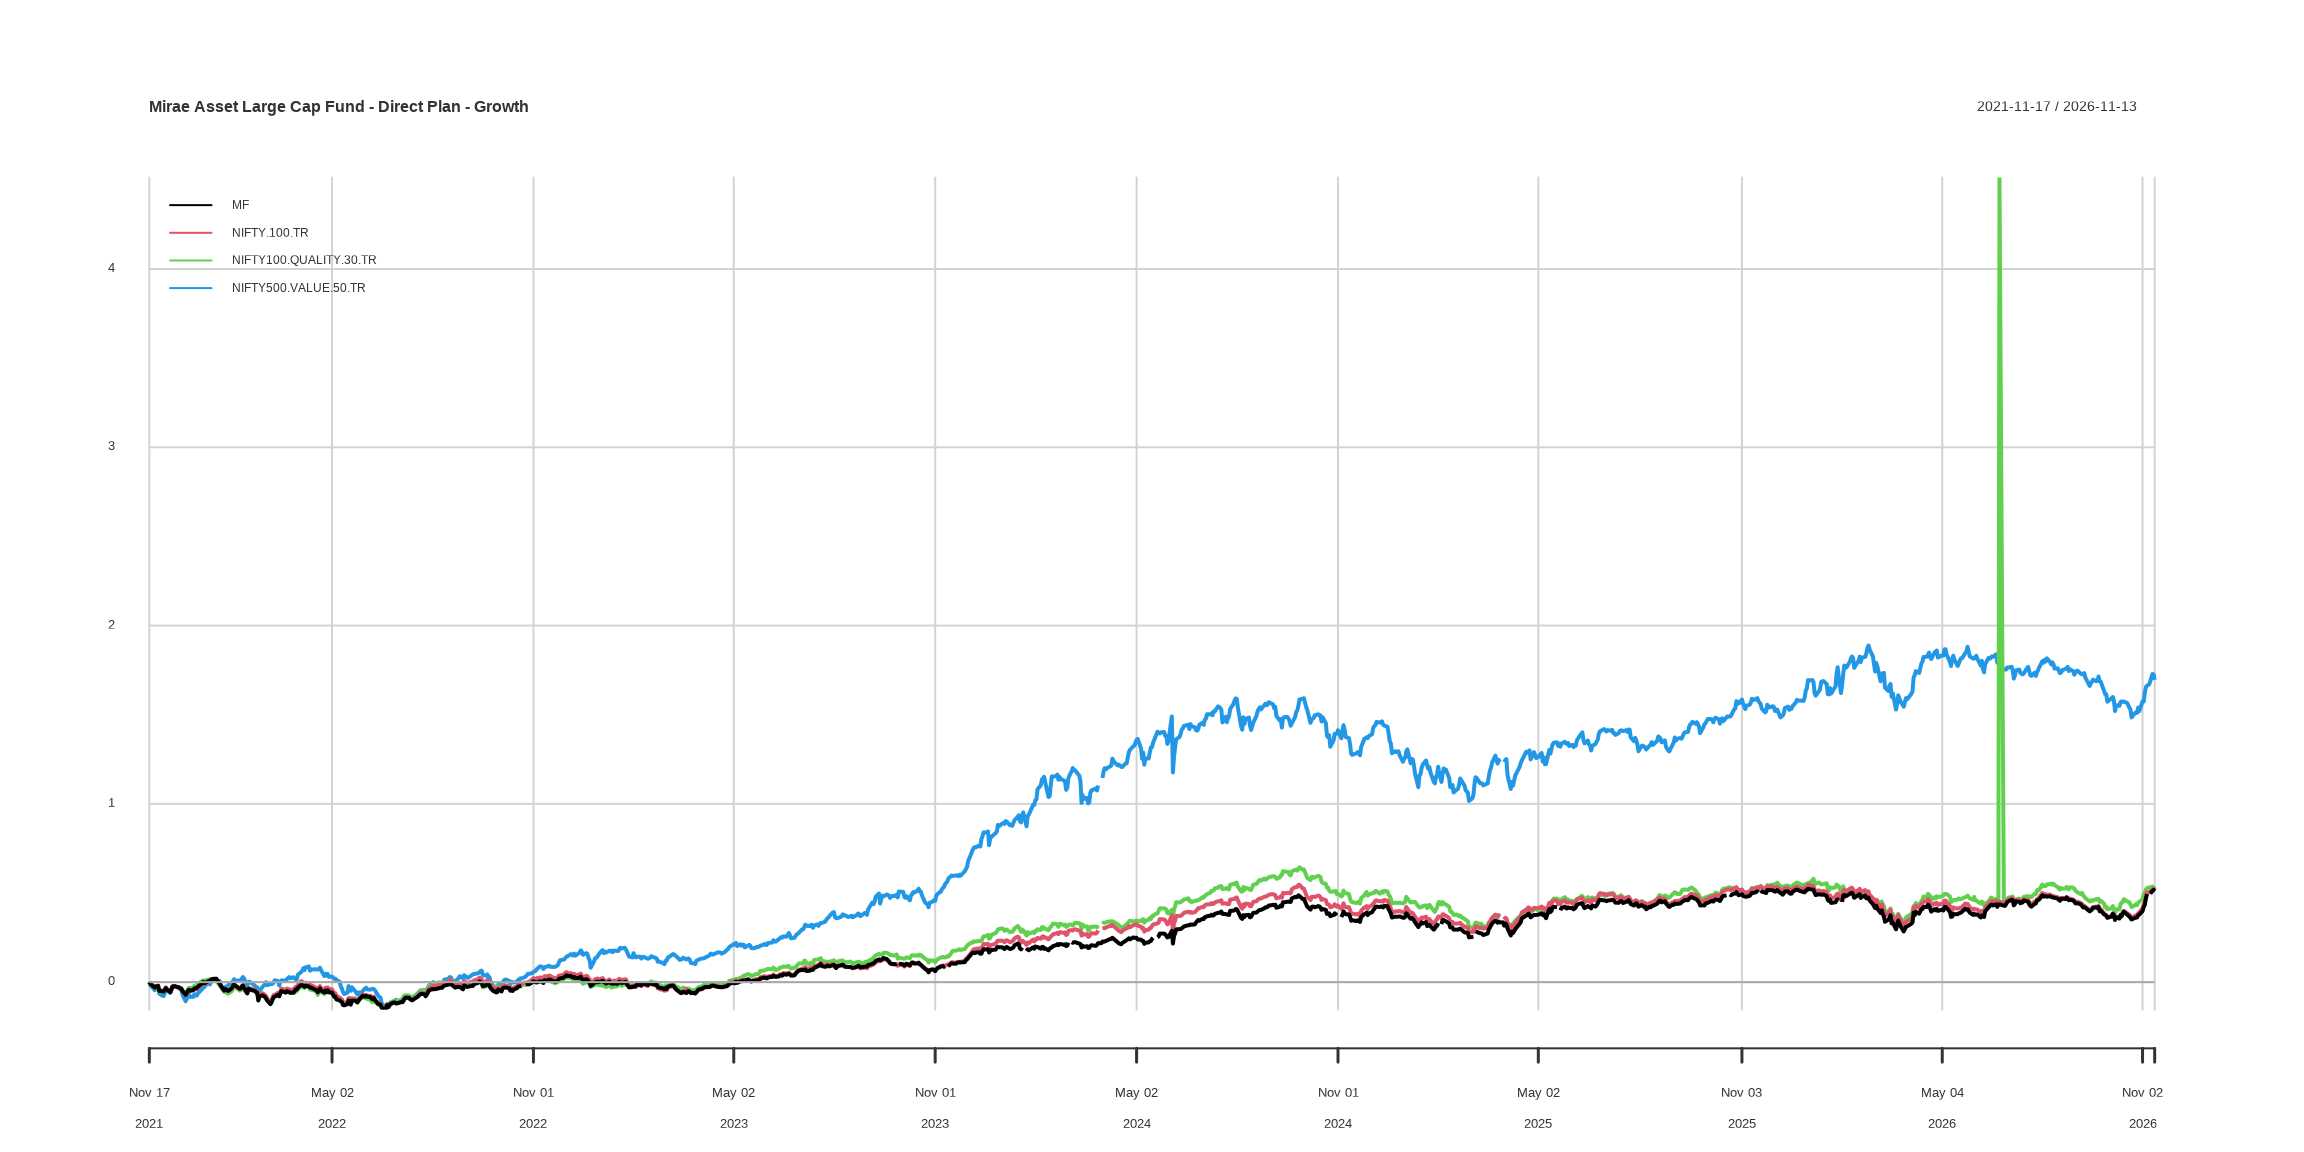 Mirae Asset Large Cap Fund - Direct Plan - Growth
2021-11-17 / 2026-11-13
MF
NIFTY.100.TR
NIFTY100.QUALITY.30.TR
NIFTY500.VALUE.50.TR
4
3
2
1
0
Nov 17 May 02 Nov 01 May 02 Nov 01 May 02 Nov 01 May 02 Nov 03 May 04 Nov 02
2021 2022 2022 2023 2023 2024 2024 2025 2025 2026 2026